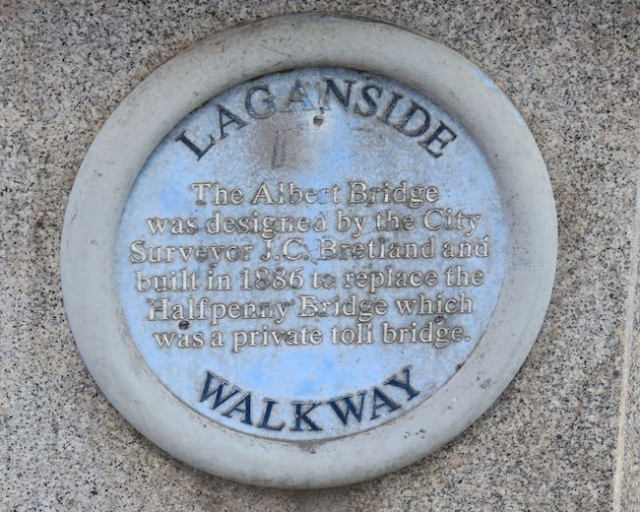 LAGANSIDE
The Albert Bridge
was designed by the City
Surveyor J.C. Bretland and
built in 1886 to replace the
Halfpenny Bridge which
was a private toll bridge.
WALKWAY